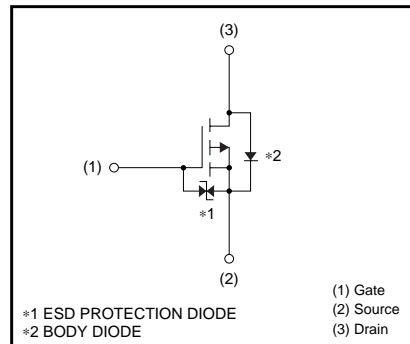 (3)
(1)
∗2
∗1
(2)
∗1 ESD PROTECTION DIODE
∗2 BODY DIODE
(1) Gate
(2) Source
(3) Drain